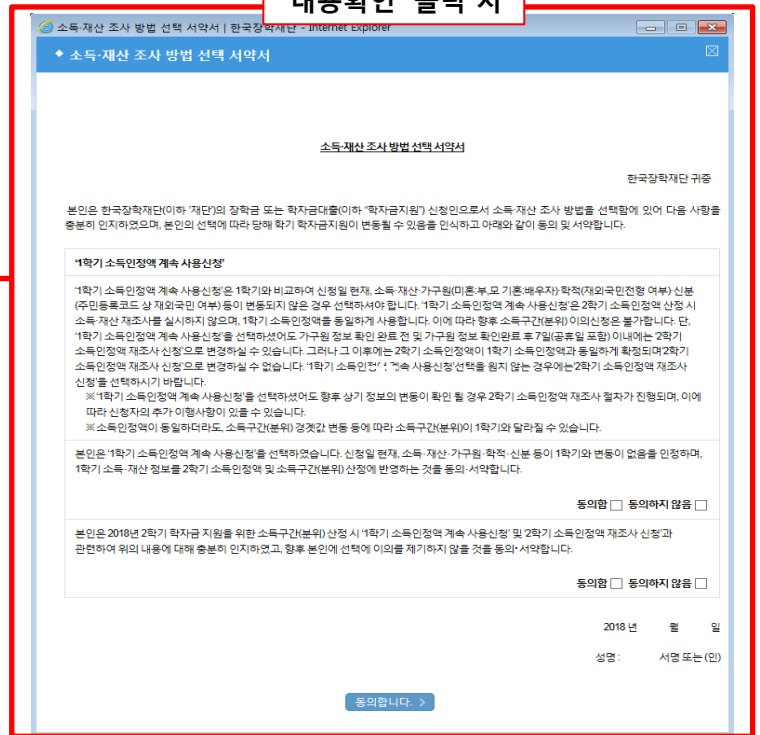 내용확인 클릭 시
소득·재산 조사 방법 선택 서약서 | 한국장학재단 - Internet Explorer
소득·재산 조사 방법 선택 서약서
소득·재산 조사 방법 선택 서약서
한국장학재단 귀중
본인은 한국장학재단(이하 '재단')의 장학금 또는 학자금대출(이하 "학자금지원") 신청인으로서 소득·재산 조사 방법을 선택함에 있어 다음 사항을
충분히 인지하였으며, 본인의 선택에 따라 당해 학기 학자금지원이 변동될 수 있음을 인식하고 아래와 같이 동의 및 서약합니다.
'1학기 소득인정액 계속 사용신청'
'1학기 소득인정액 계속 사용신청'은 1학기와 비교하여 신청일 현재, 소득·재산·가구원(미혼:부,모 기혼:배우자)·학적(재외국민전형 여부)·신분
(주민등록코드 상 재외국민 여부) 등이 변동되지 않은 경우 선택하셔야 합니다. '1학기 소득인정액 계속 사용신청'은 2학기 소득인정액 산정 시
소득·재산 재조사를 실시하지 않으며, 1학기 소득인정액을 동일하게 사용합니다. 이에 따라 향후 소득구간(분위) 이의신청은 불가합니다. 단,
'1학기 소득인정액 계속 사용신청'을 선택하셨어도 가구원 정보 확인 완료 전 및 가구원 정보 확인완료 후 7일(공휴일 포함) 이내에는 '2학기
소득인정액 재조사 신청'으로 변경하실 수 있습니다. 그러나 그 이후에는 2학기 소득인정액이 1학기 소득인정액과 동일하게 확정되며'2학기
소득인정액 재조사 신청'으로 변경하실 수 없습니다. '1학기 소득인정액 계속 사용신청'선택을 원지 않는 경우에는'2학기 소득인정액 재조사
신청'을 선택하시기 바랍니다.
※'1학기 소득인정액 계속 사용신청'을 선택하셨어도 향후 상기 정보의 변동이 확인 될 경우 2학기 소득인정액 재조사 절차가 진행되며, 이에
따라 신청자의 추가 이행사항이 있을 수 있습니다.
※소득인정액이 동일하더라도, 소득구간(분위) 경곗값 변동 등에 따라 소득구간(분위)이 1학기와 달라질 수 있습니다.
본인은 '1학기 소득인정액 계속 사용신청'을 선택하였습니다. 신청일 현재, 소득·재산·가구원·학적·신분 등이 1학기와 변동이 없음을 인정하며,
1학기 소득·재산 정보를 2학기 소득인정액 및 소득구간(분위) 산정에 반영하는 것을 동의·서약합니다.
동의함 동의하지 않음
본인은 2018년 2학기 학자금 지원을 위한 소득구간(분위) 산정 시 '1학기 소득인정액 계속 사용신청' 및 '2학기 소득인정액 재조사 신청'과
관련하여 위의 내용에 대해 충분히 인지하였고, 향후 본인에 선택에 이의를 제기하지 않을 것을 동의·서약합니다.
동의함 동의하지 않음
2018 년 월 일
성명 : 서명 또는 (인)
동의합니다. >